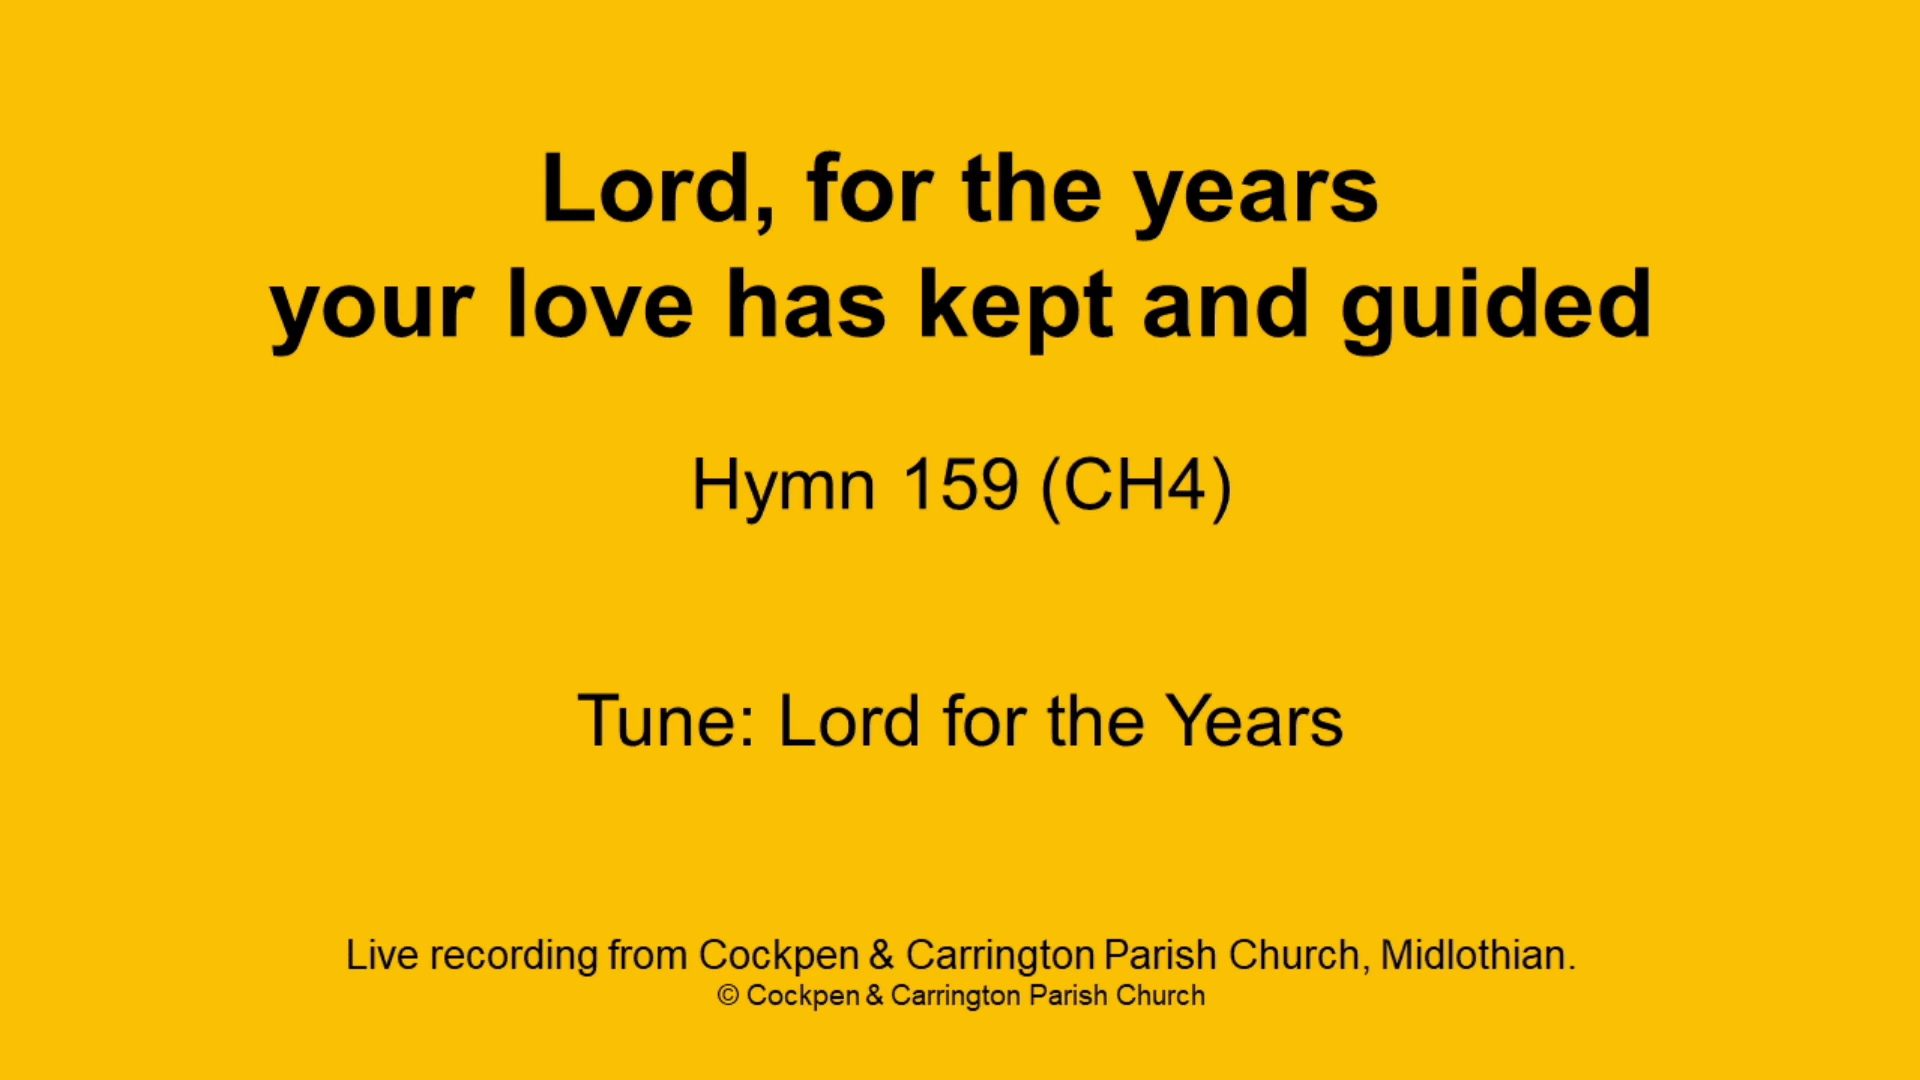 Lord, for the years
your love has kept and guided
Hymn 159 (CH4)
Tune: Lord for the Years
Live recording from Cockpen & Carrington Parish Church, Midlothian.
© Cockpen & Carrington Parish Church